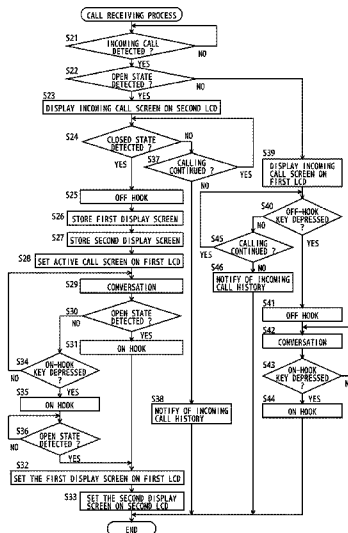 CALL RECEIVING PROCESS
S21
INCOMING CALL
DETECTED ?
NO
YES
S22
OPEN STATE
DETECTED ?
NO
YES
S23
DISPLAY INCOMING CALL SCREEN ON SECOND LCD
S24
CLOSED STATE
DETECTED ?
NO
YES
S37
CALLING
CONTINUED ?
YES
NO
S39
DISPLAY INCOMING
CALL SCREEN ON
FIRST LCD
S25
OFF HOOK
S26
STORE FIRST DISPLAY SCREEN
S27
STORE SECOND DISPLAY SCREEN
S28
SET ACTIVE CALL SCREEN ON FIRST LCD
S40
OFF-HOOK
KEY DEPRESSED
?
NO
YES
S45
CALLING
CONTINUED ?
YES
NO
S46
NOTIFY OF INCOMING
CALL HISTORY
S29
CONVERSATION
S30
OPEN STATE
DETECTED ?
NO
YES
S31
ON HOOK
S41
OFF HOOK
S42
CONVERSATION
S34
ON-HOOK
KEY DEPRESSED
?
NO
YES
S35
ON HOOK
S43
ON-HOOK
KEY DEPRESSED
?
NO
YES
S44
ON HOOK
S38
NOTIFY OF INCOMING
CALL HISTORY
S36
OPEN STATE
DETECTED ?
NO
YES
S32
SET THE FIRST DISPLAY SCREEN ON FIRST LCD
S33
SET THE SECOND DISPLAY
SCREEN ON SECOND LCD
END